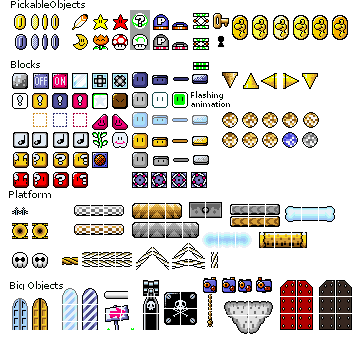 PickableObjects
Blocks
OFF ON
Flashing
animation
Platform
Big Objects